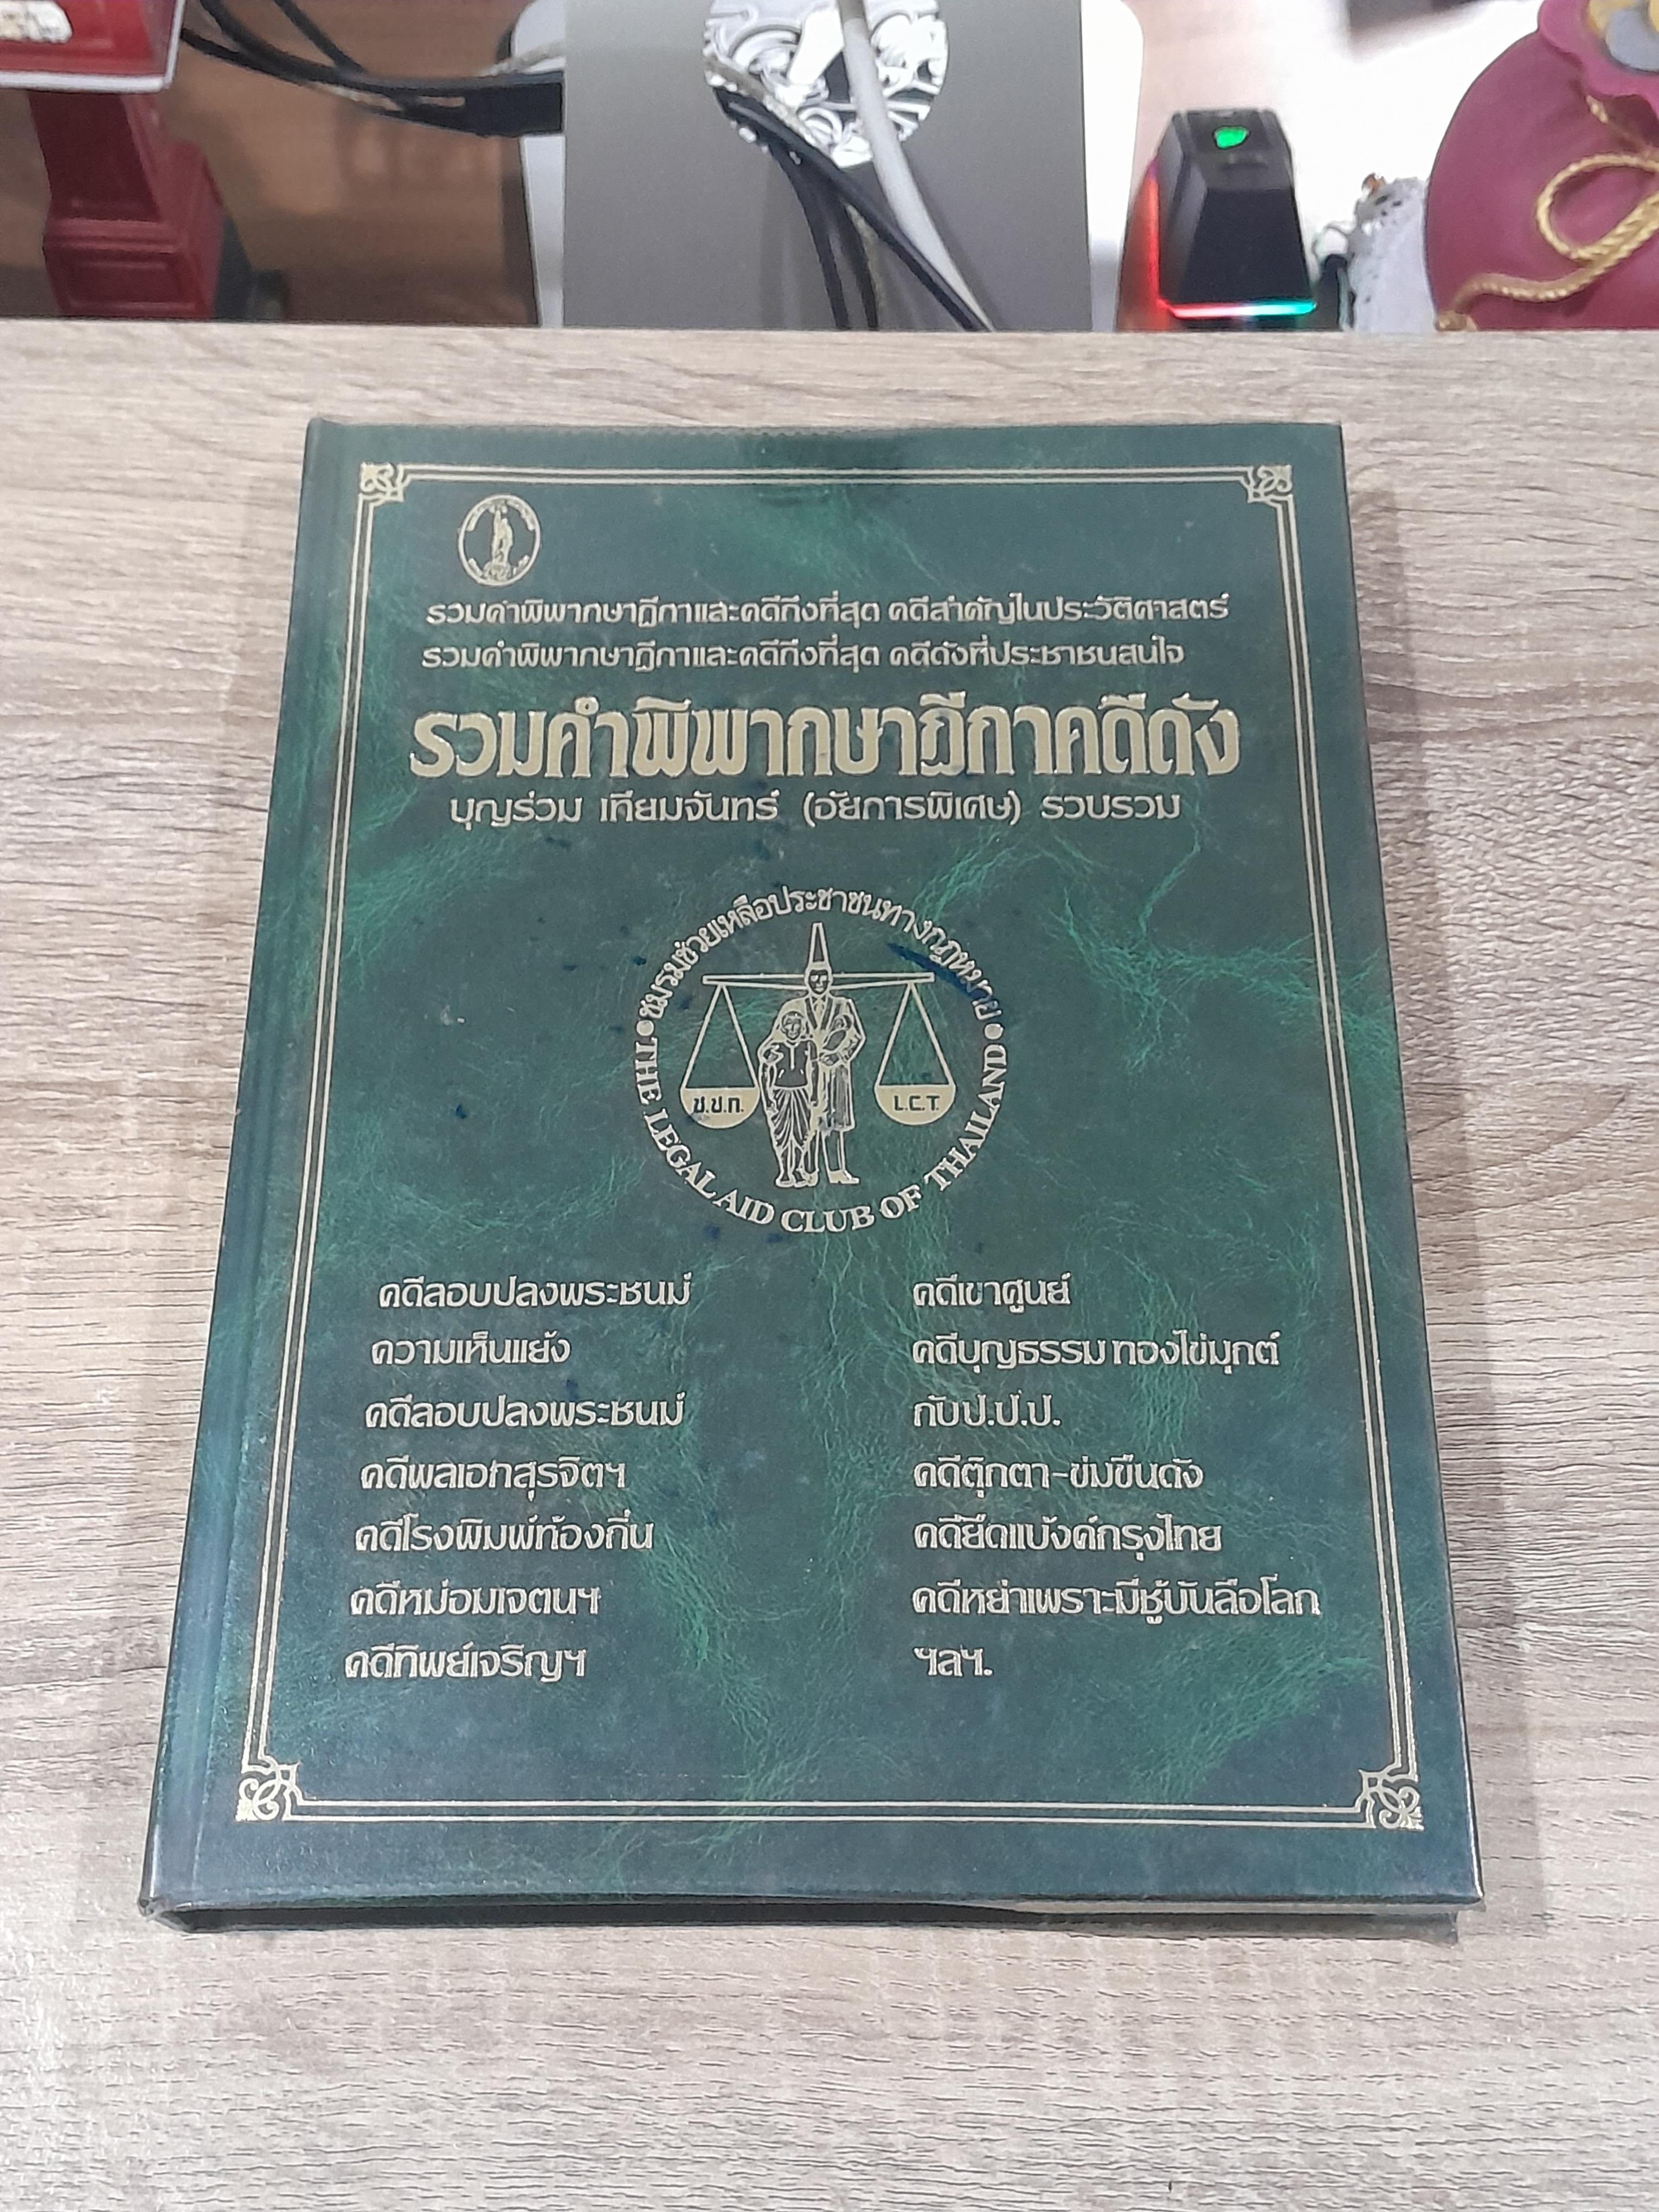 รวมคำพิพากษาฎีกาและคดีถึงที่สุด คดีสำคัญในประวัติศาสตร์
รวมคำพิพากษาฎีกาและคดีถึงที่สุด คดีดังที่ประชาชนสนใจ
รวมคำพิพากษาฎีกาคดีดัง
บุญร่วม เทียมจันทร์ (อัยการพิเศษ) รวบรวม
ชมรมช่วยเหลือประชาชนทางกฎหมาย
ช.ช.ก.
L.C.T.
THE LEGAL AID CLUB OF THAILAND
คดีลอบปลงพระชนม์
ความเห็นแย้ง
คดีลอบปลงพระชนม์
คดีพลเอกสุรจิตฯ
คดีโรงพิมพ์ท้องถิ่น
คดีหม่อมเจตนฯ
คดีทิพย์เจริญฯ
คดีเขาศูนย์
คดีบุญธรรม ทองไข่มุกต์
กับป.ป.ป.
คดีตุ๊กตา-ข่มขืนดัง
คดียึดแบ้งค์กรุงไทย
คดีหย่าเพราะมีชู้บันลือโลก
ฯลฯ.